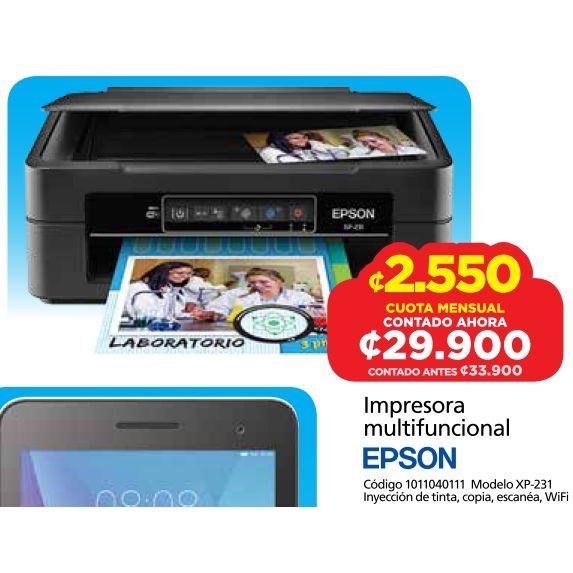 EPSON
XP-231
LABORATORIO
¢2.550
CUOTA MENSUAL
CONTADO AHORA
¢29.900
CONTADO ANTES ¢33.900
Impresora
multifuncional
EPSON
Código 1011040111 Modelo XP-231
Inyección de tinta, copia, escanéa, WiFi
08:08